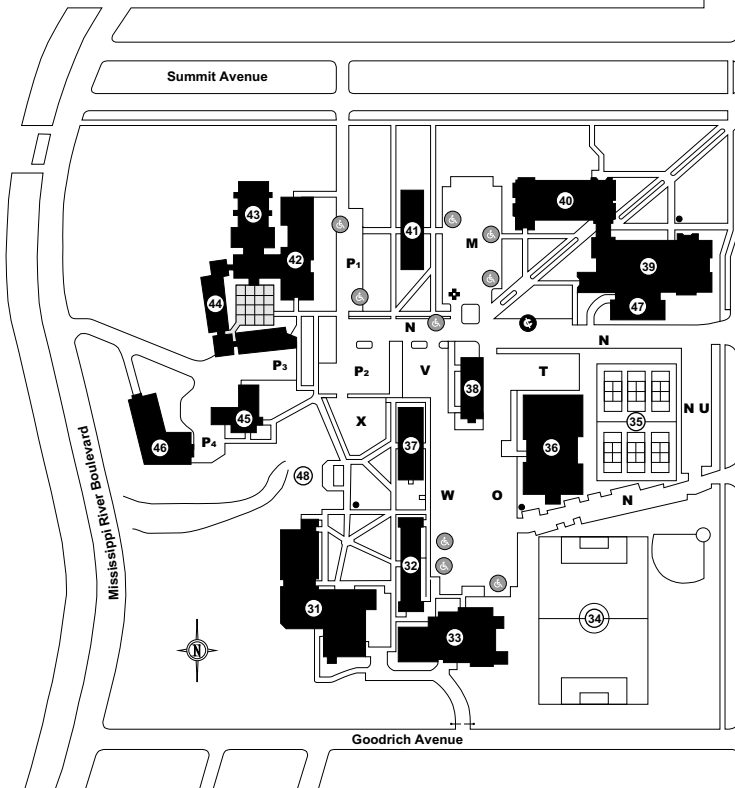 Summit Avenue
40
43
41
M
42
P1
39
44
47
N
N
P3
P2
V
38
T
X
45
37
N U
35
46
P4
36
48
W
O
N
Mississippi River Boulevard
32
31
34
33
N
Goodrich Avenue